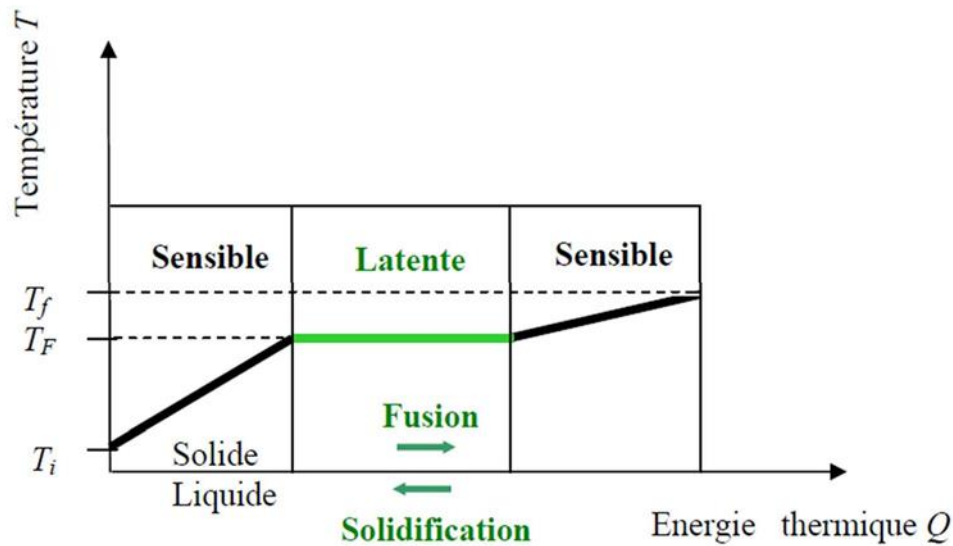 Température T
Sensible
Latente
Sensible
T_f
T_F
T_i
Fusion
Solide
Liquide
Solidification
Energie thermique Q